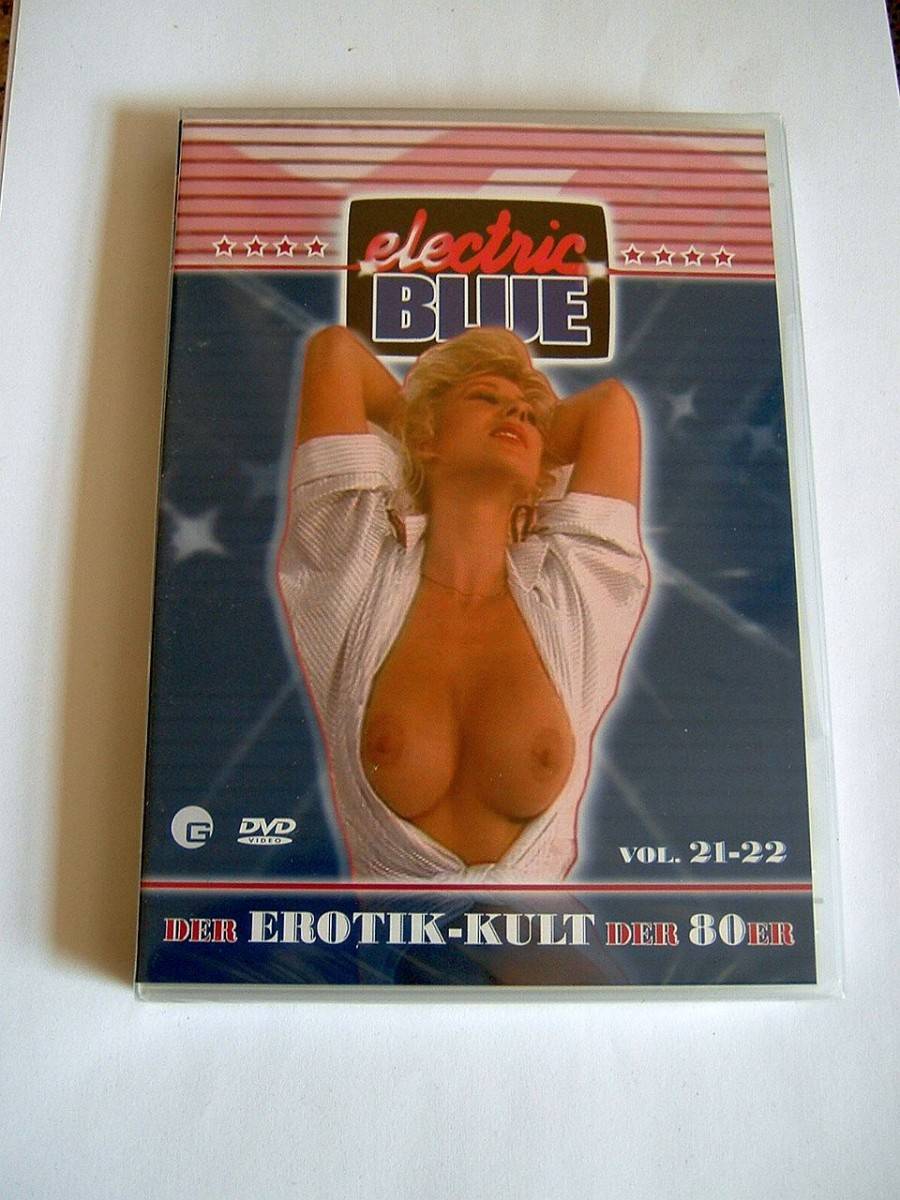 electric
BLUE
G
DVD
VIDEO
VOL. 21-22
DER EROTIK-KULT DER 80ER